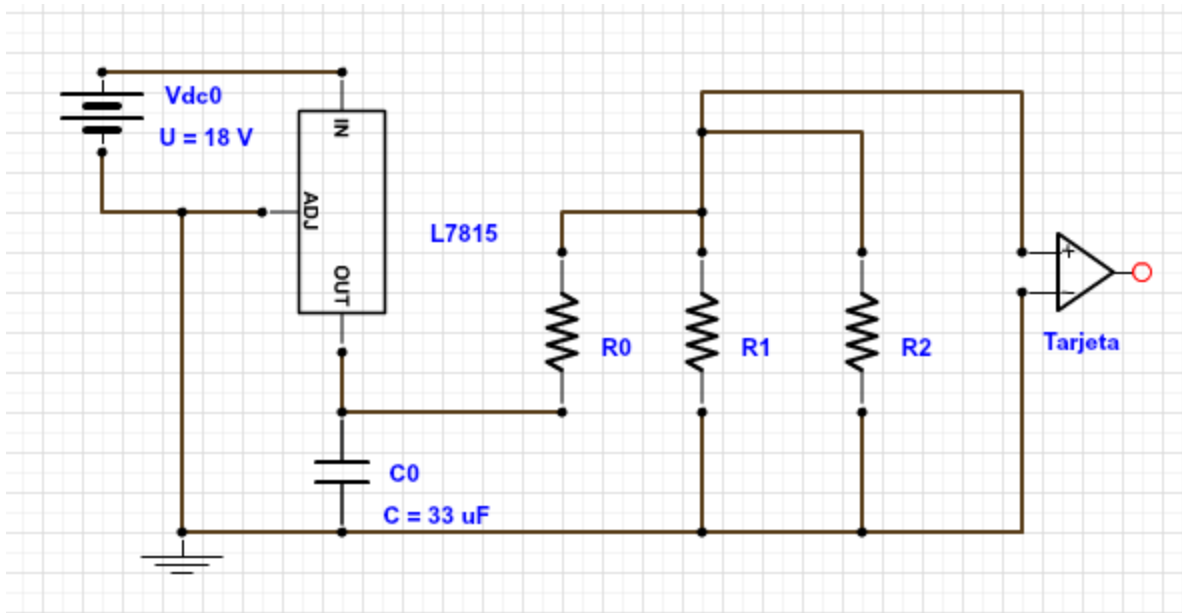 Vdc0
U = 18 V
IN
ADJ
OUT
L7815
R0
R1
R2
+
−
Tarjeta
C0
C = 33 uF